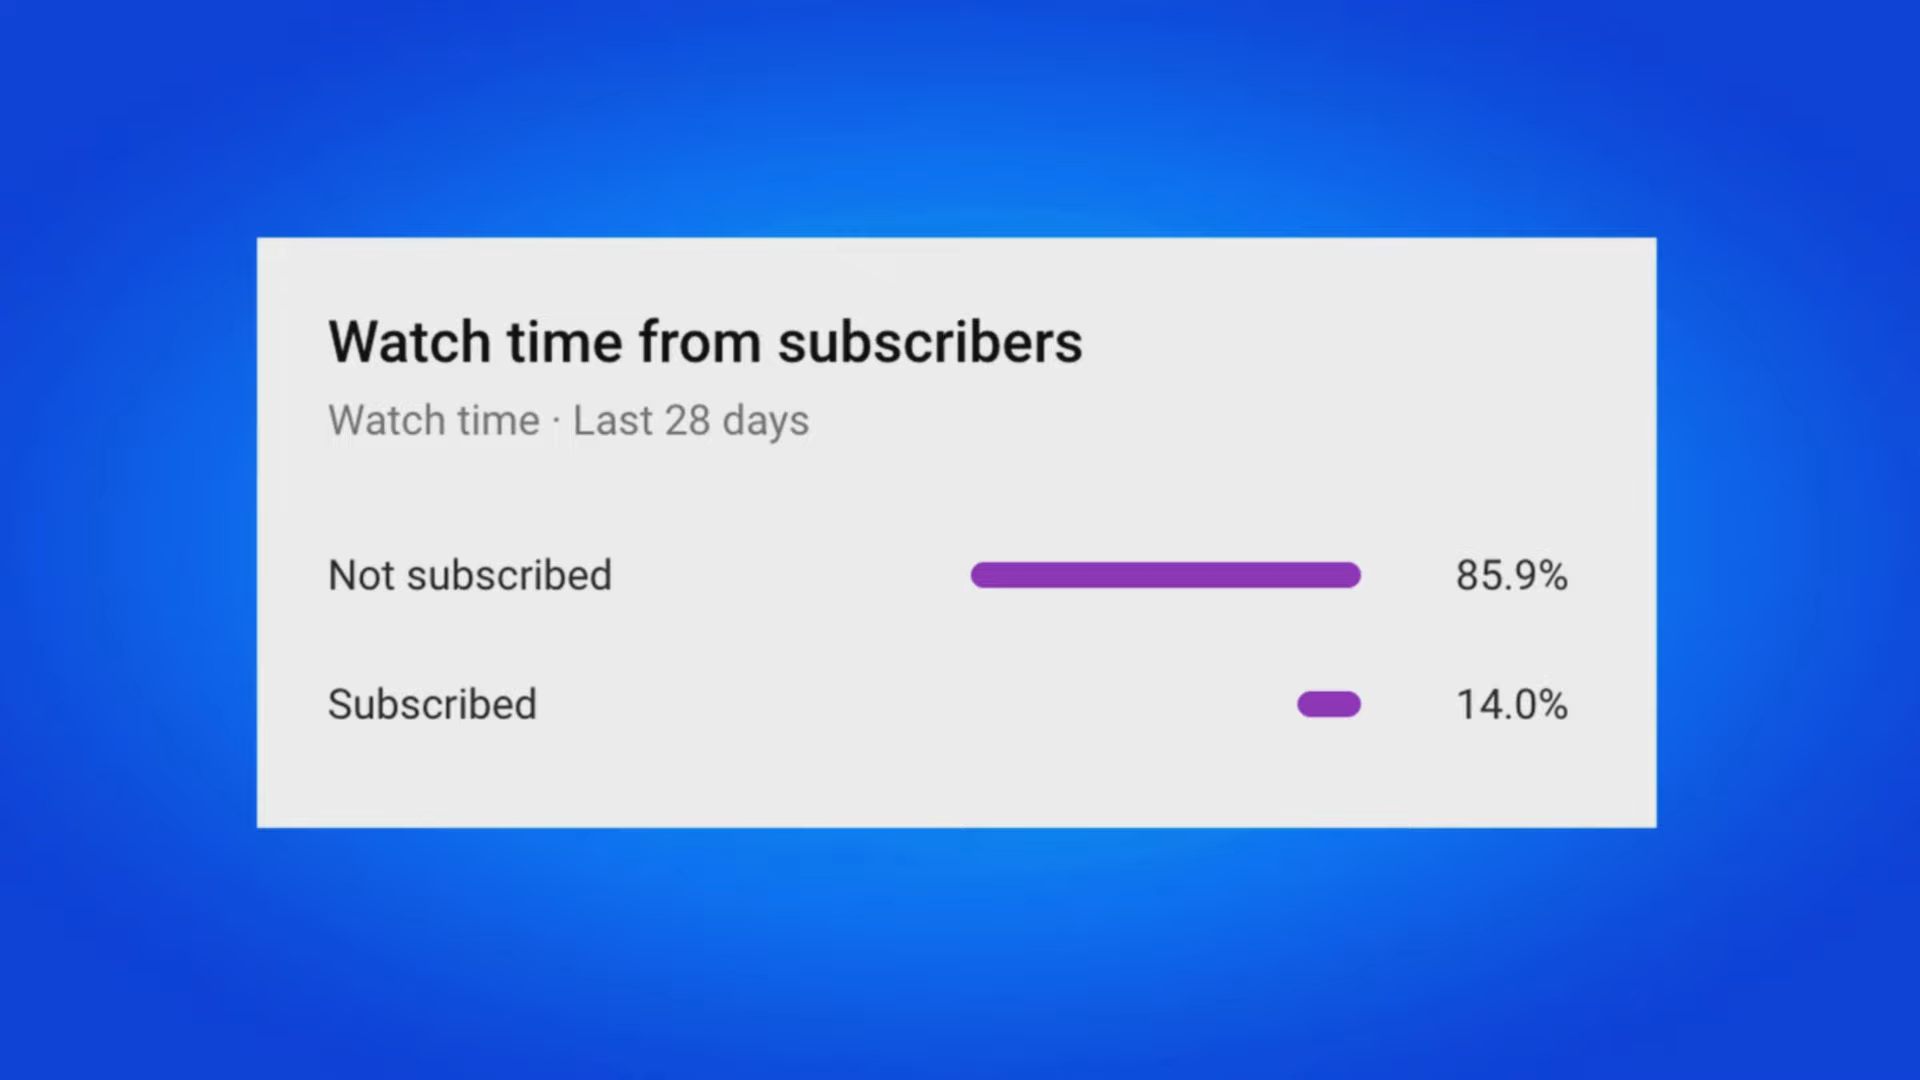 Watch time from subscribers
Watch time · Last 28 days
Not subscribed 85.9%
Subscribed 14.0%